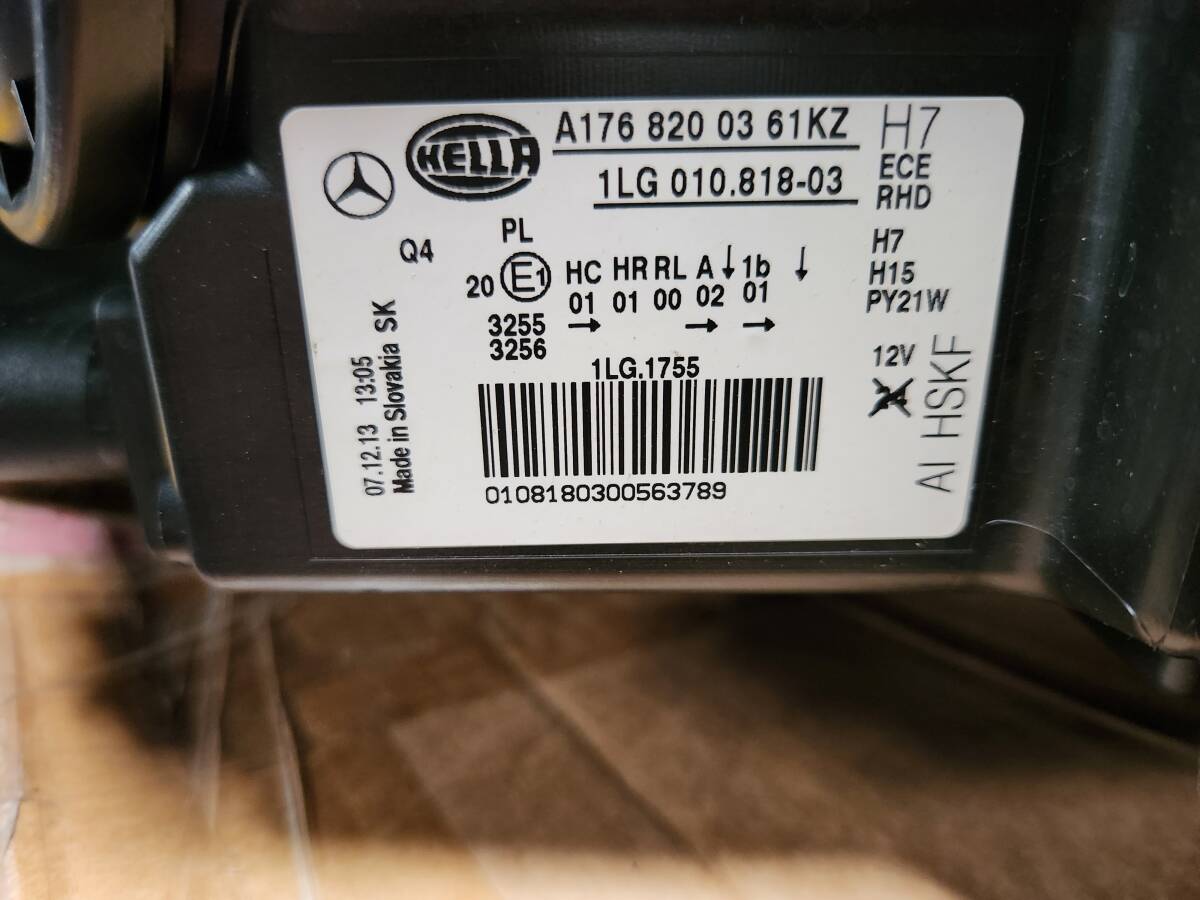 HELLA
A176 820 03 61KZ
1LG 010.818-03
H7
ECE
RHD
Q4
PL
20 E1 HC HR RL A ↓ 1b ↓
01 01 00 02 01
3255 → → →
3256
H7
H15
PY21W
12V
1LG.1755
0108180300563789
07.12.13 13:05
Made in Slovakia SK
AI HSKF